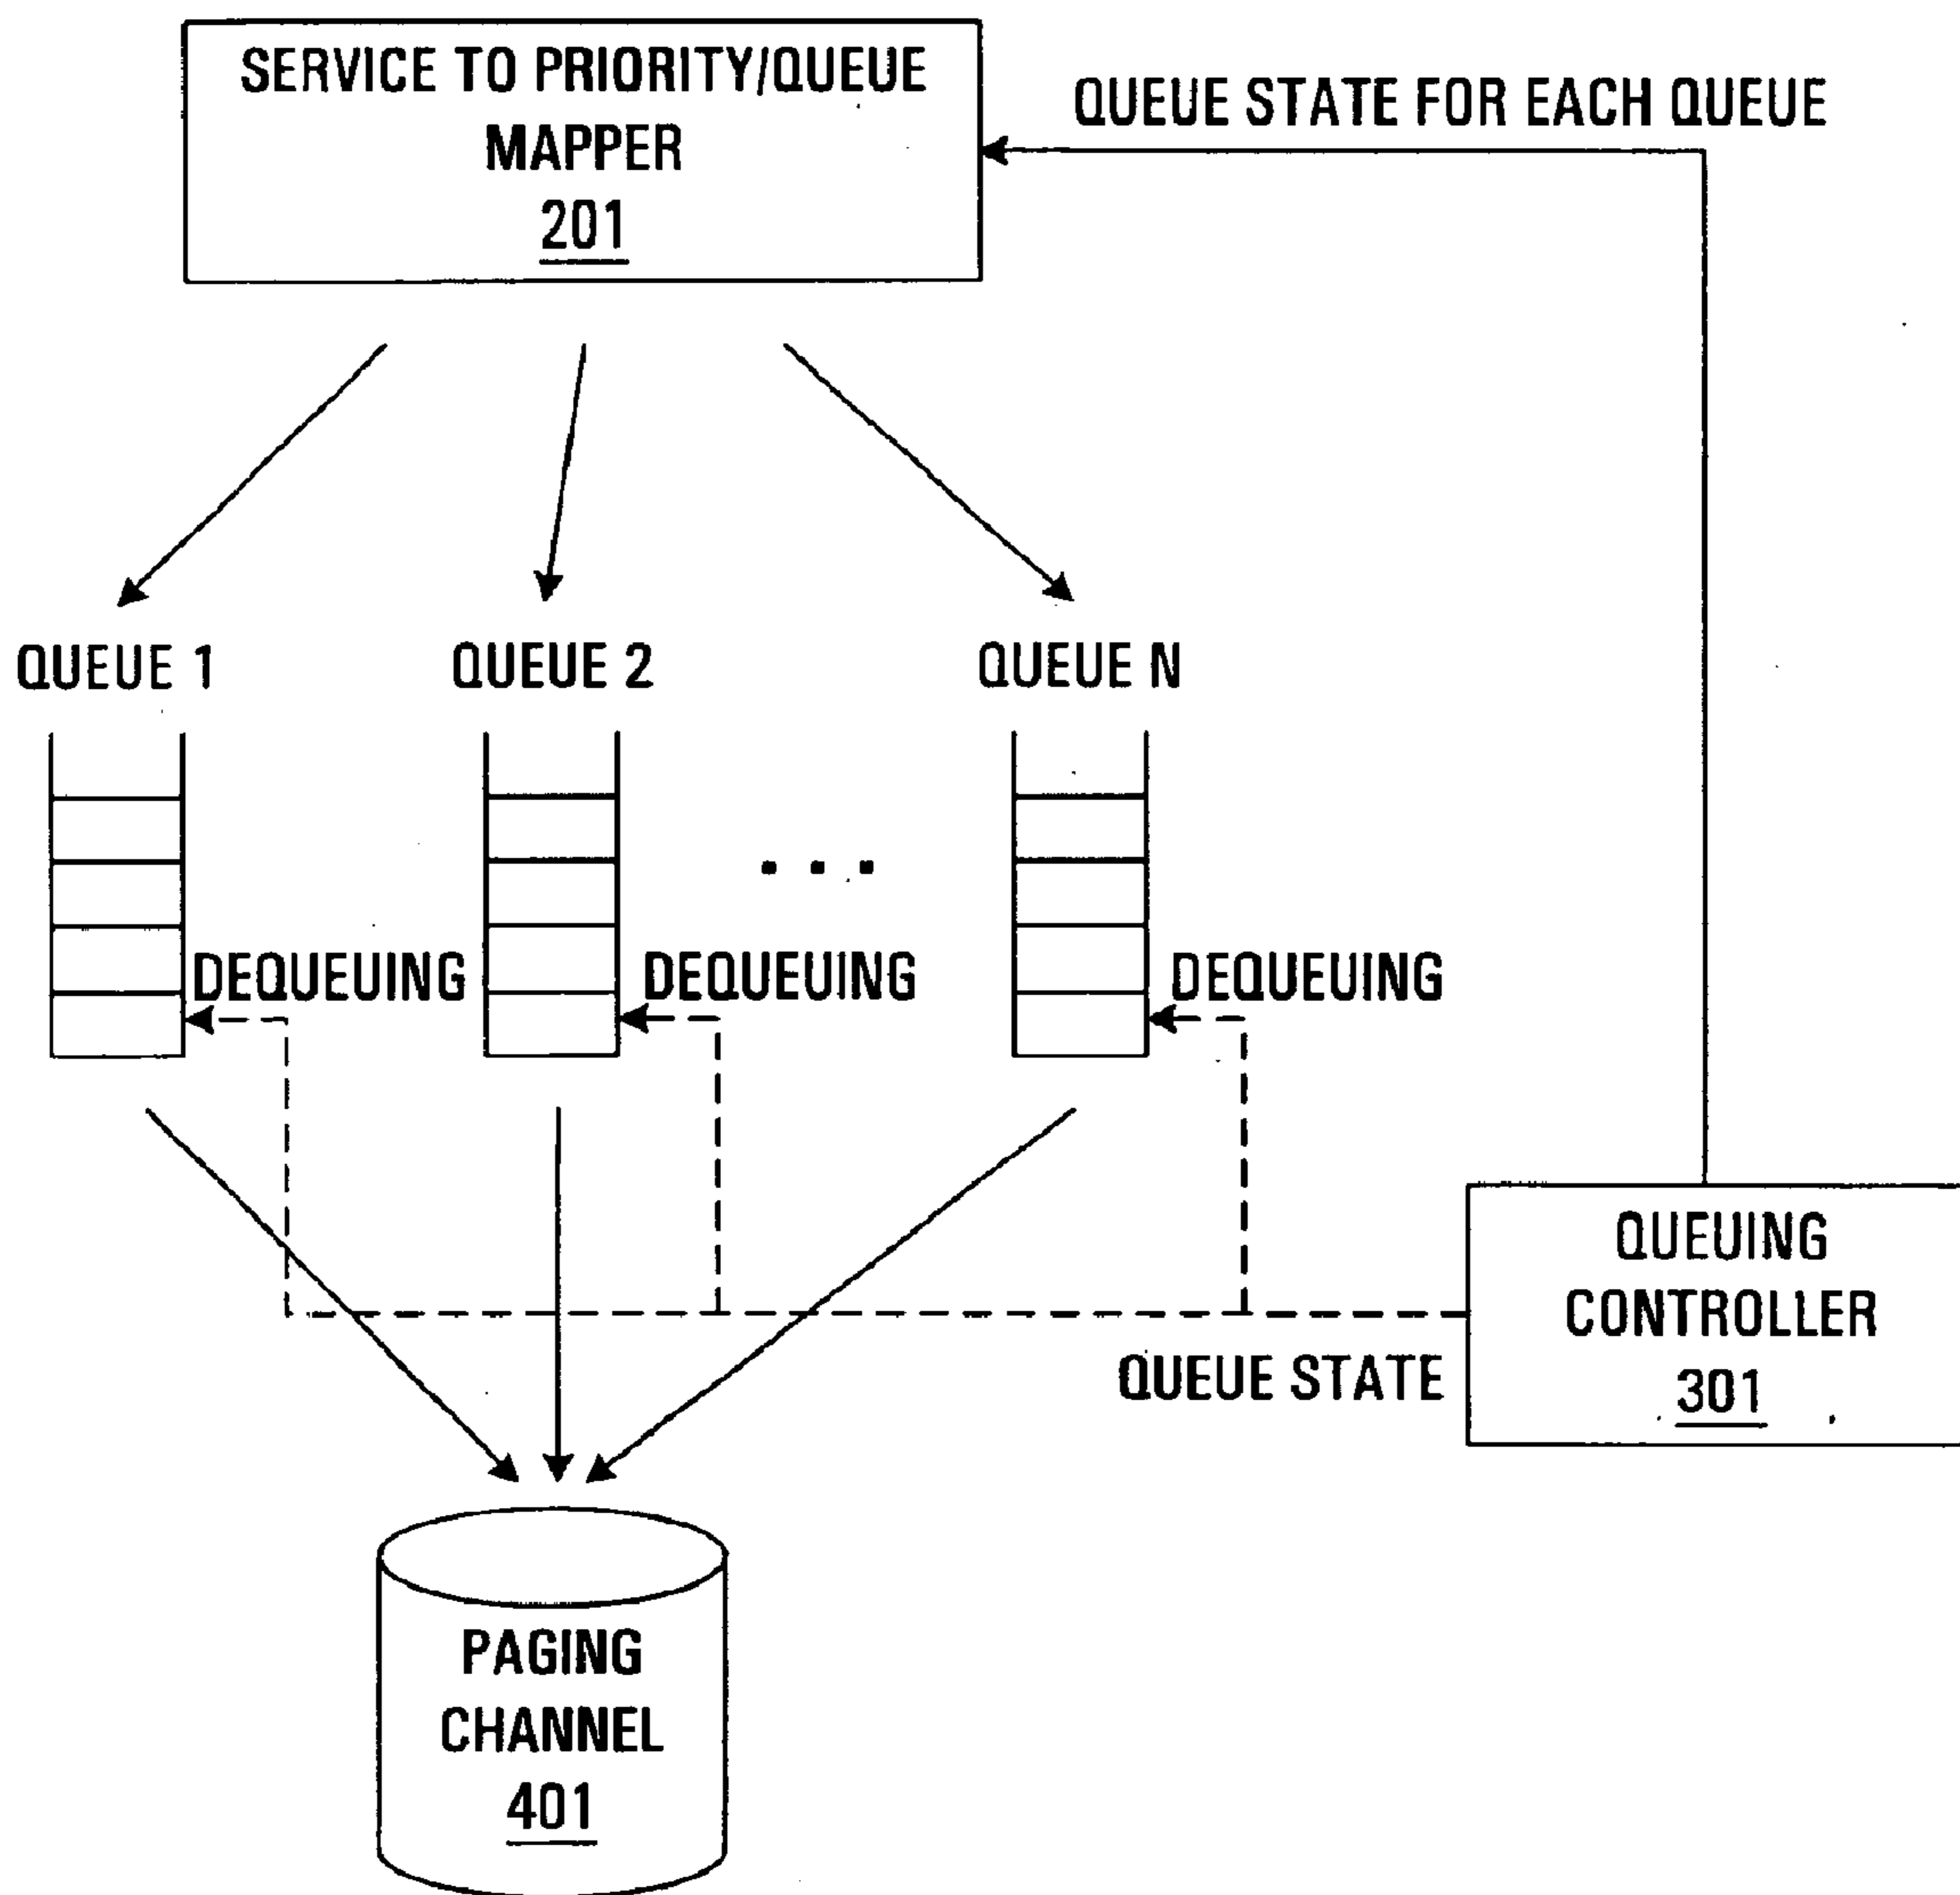 SERVICE TO PRIORITY/QUEUE
MAPPER
201
QUEUE STATE FOR EACH QUEUE
QUEUE 1
QUEUE 2
QUEUE N
...
DEQUEUING
DEQUEUING
DEQUEUING
QUEUING
CONTROLLER
301
QUEUE STATE
PAGING
CHANNEL
401